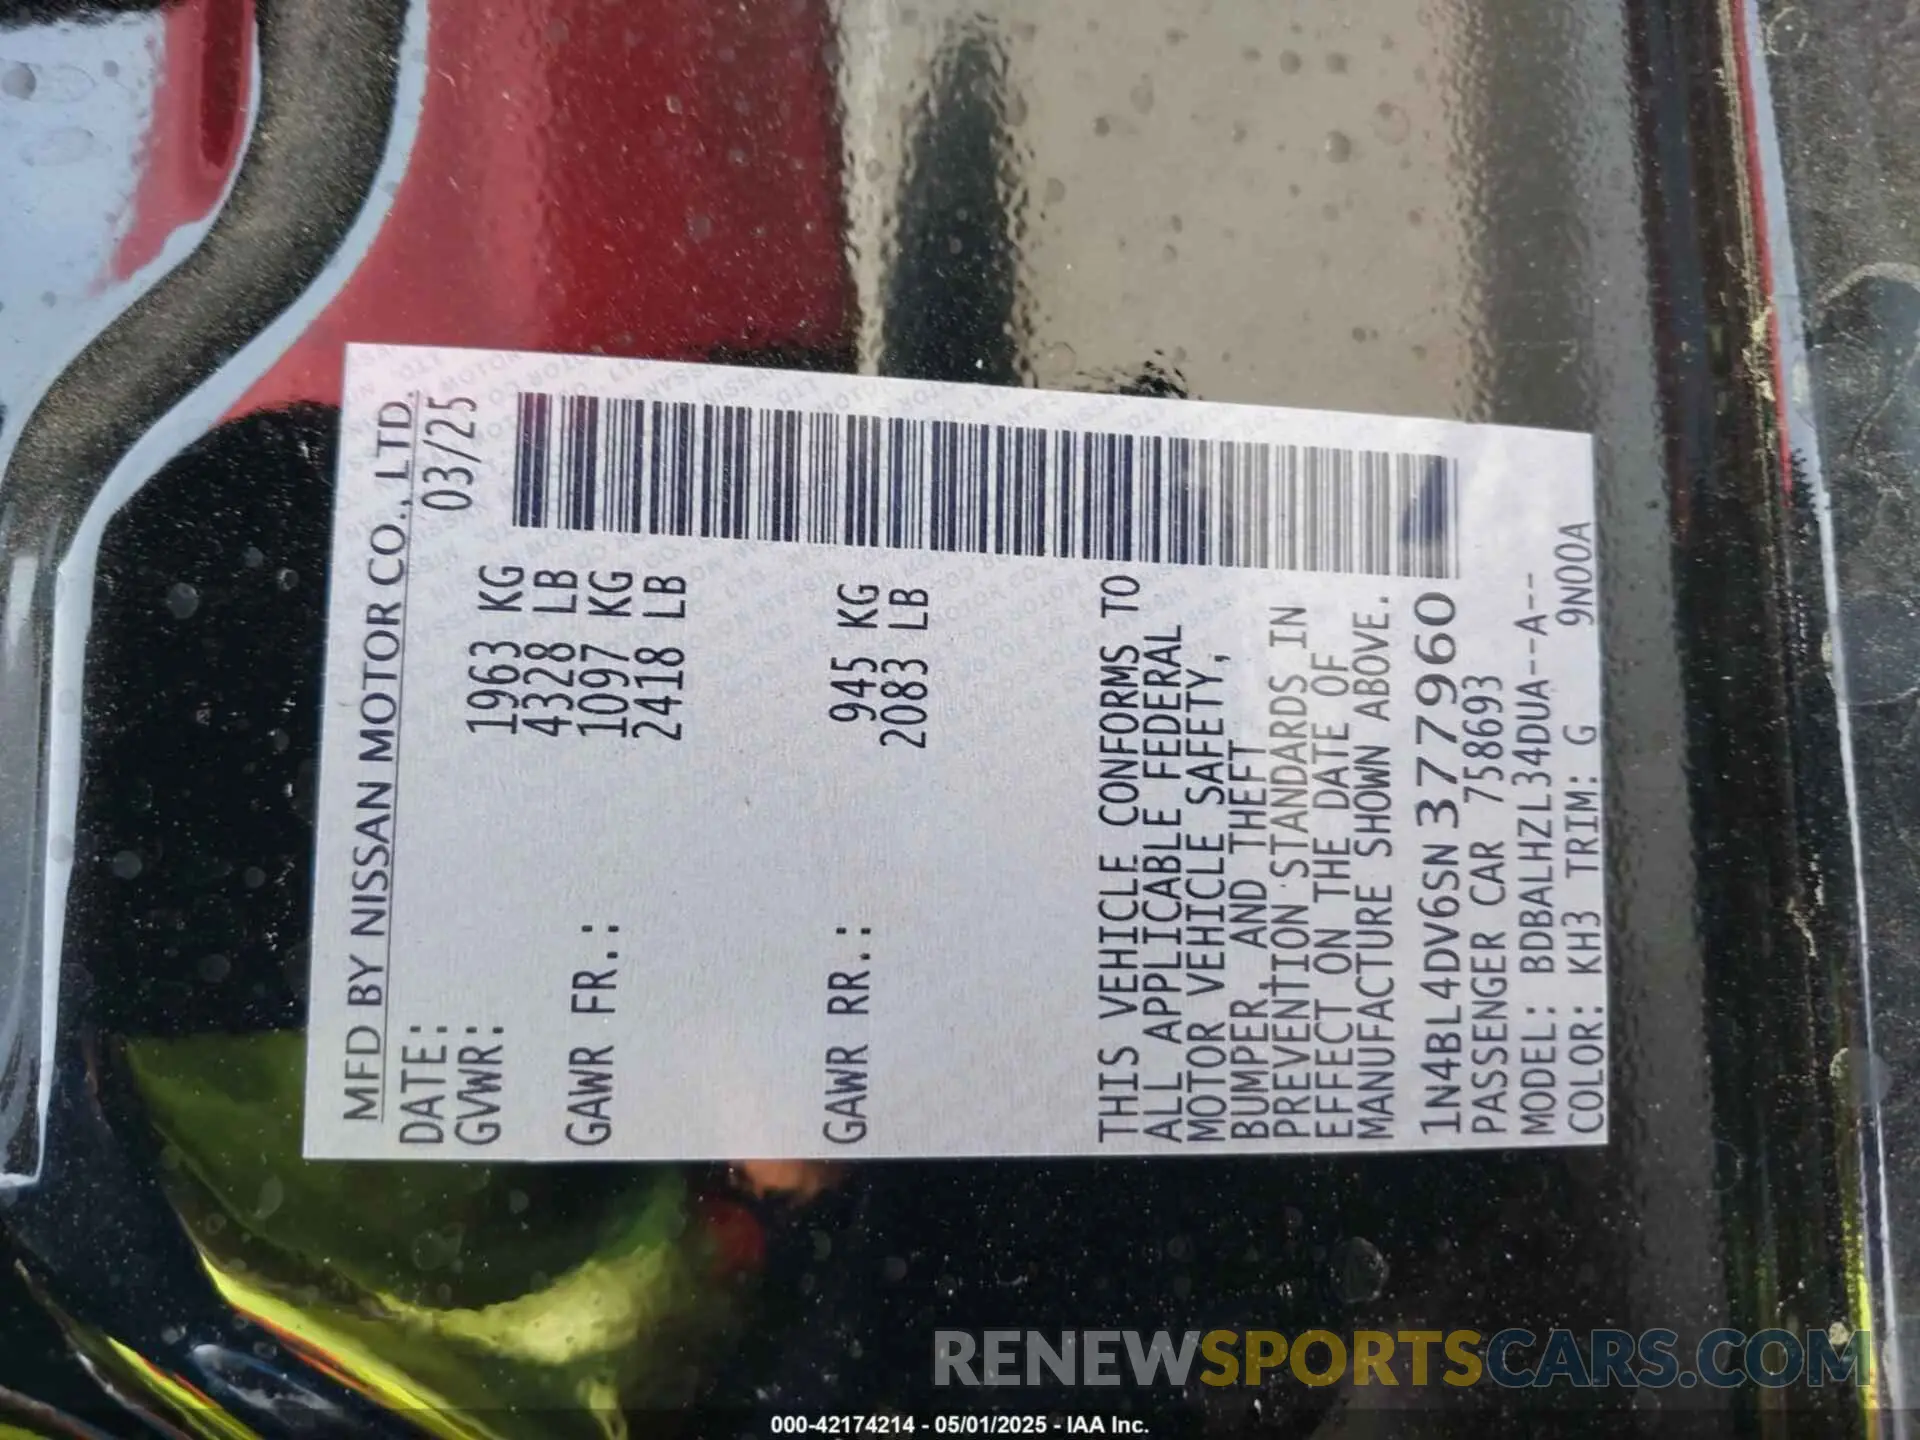 MFD BY NISSAN MOTOR CO., LTD.
DATE: 03/25
GVWR: 1963 KG
4328 LB
GAWR FR.: 1097 KG
2418 LB
GAWR RR.: 945 KG
2083 LB
THIS VEHICLE CONFORMS TO
ALL APPLICABLE FEDERAL
MOTOR VEHICLE SAFETY,
BUMPER, AND THEFT
PREVENTION STANDARDS IN
EFFECT ON THE DATE OF
MANUFACTURE SHOWN ABOVE.
1N4BL4DV6SN377960
PASSENGER CAR 758693
MODEL: BDBALHZL34DUA--A--
COLOR: KH3 TRIM: G 9N00A
RENEWSPORTSCARS.COM
000-42174214 - 05/01/2025 - IAA Inc.